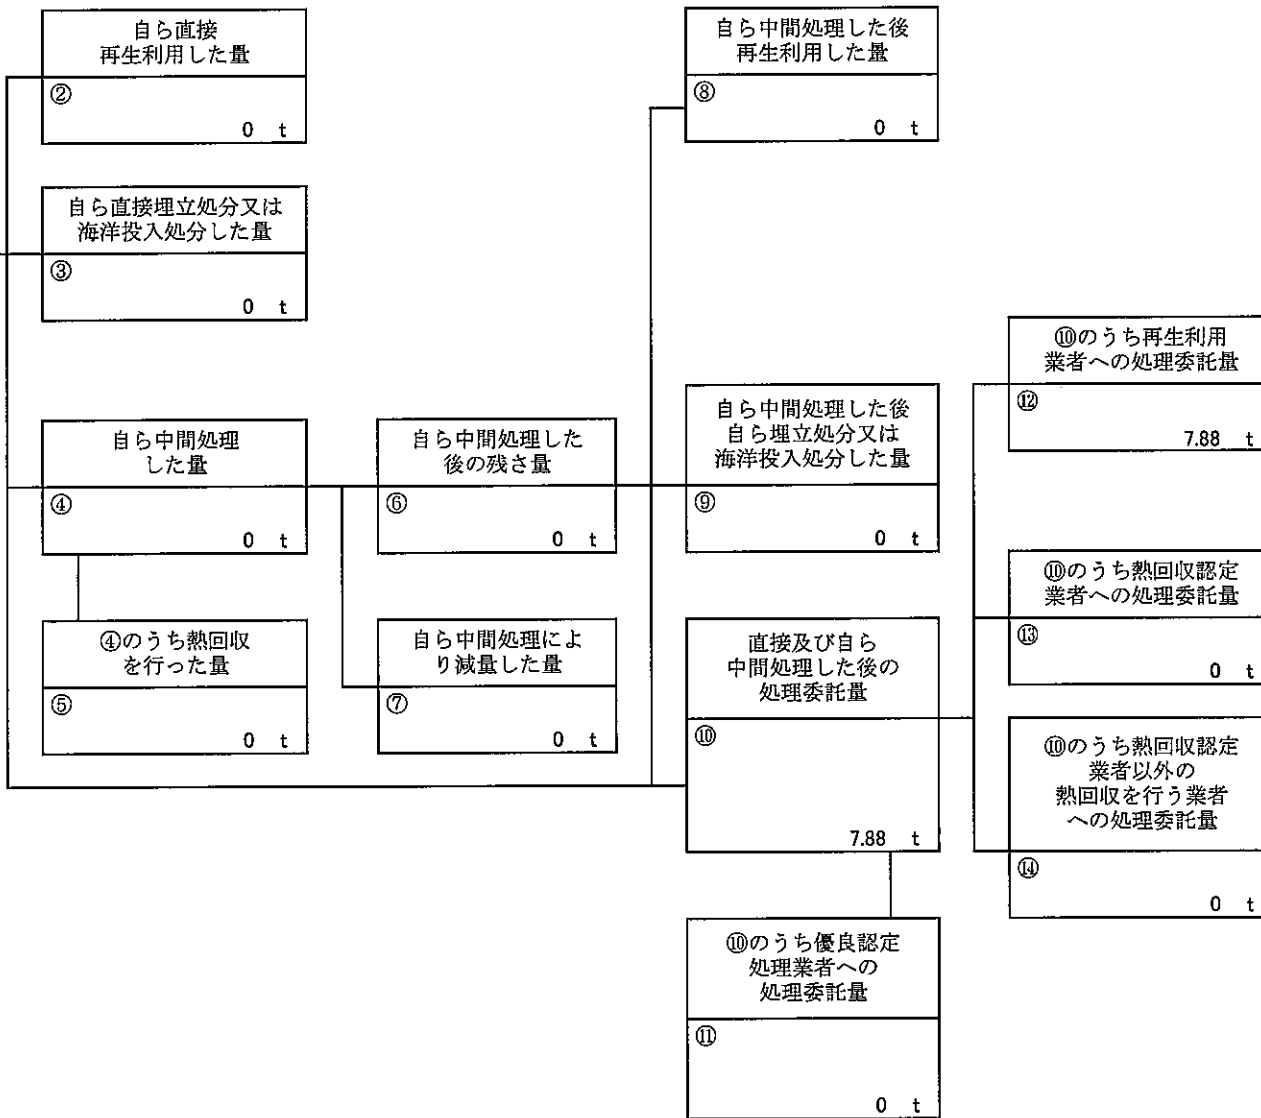 自ら直接
再生利用した量
②
0 t
自ら中間処理した後
再生利用した量
⑧
0 t
自ら直接埋立処分又は
海洋投入処分した量
③
0 t
⑩のうち再生利用
業者への処理委託量
⑫
7.88 t
自ら中間処理
した量
④
0 t
自ら中間処理した
後の残さ量
⑥
0 t
自ら中間処理した後
自ら埋立処分又は
海洋投入処分した量
⑨
0 t
⑩のうち熱回収認定
業者への処理委託量
⑬
0 t
④のうち熱回収
を行った量
⑤
0 t
自ら中間処理によ
り減量した量
⑦
0 t
直接及び自ら
中間処理した後の
処理委託量
⑩
7.88 t
⑩のうち熱回収認定
業者以外の
熱回収を行う業者
への処理委託量
⑭
0 t
⑩のうち優良認定
処理業者への
処理委託量
⑪
0 t